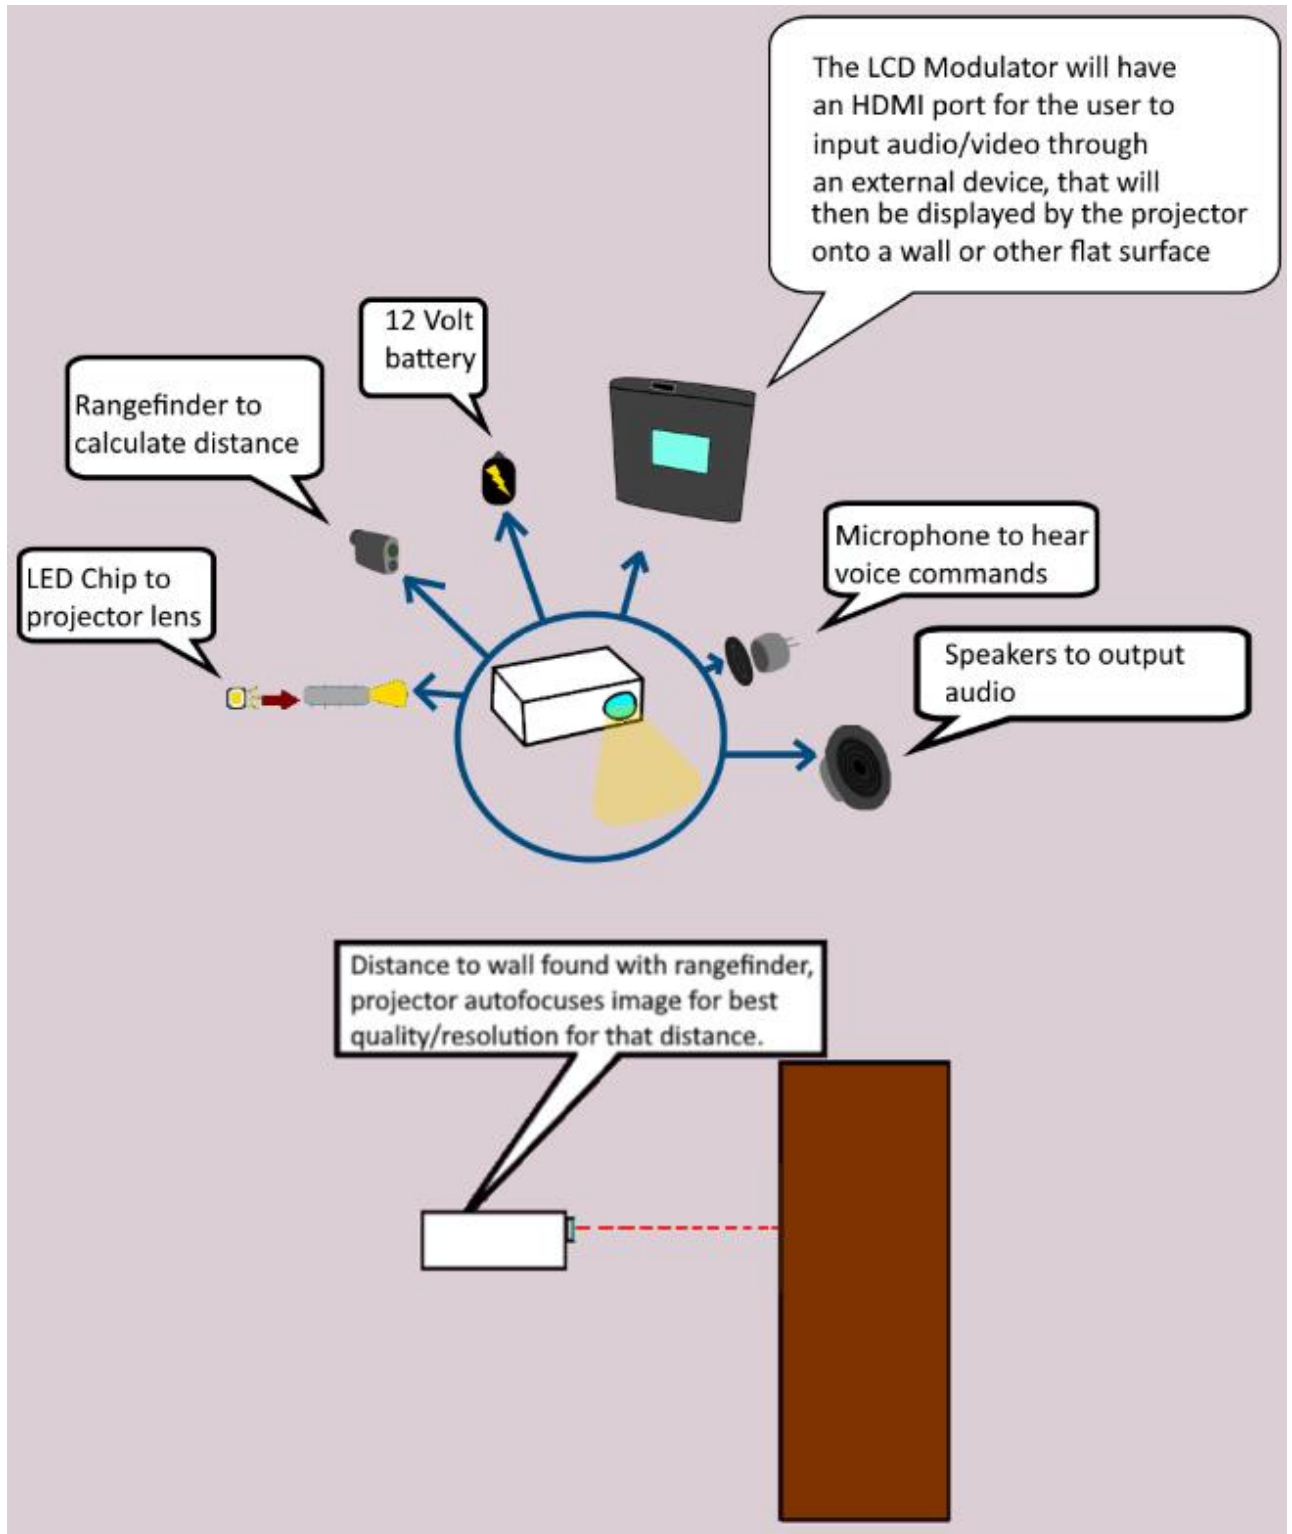 The LCD Modulator will have
an HDMI port for the user to
input audio/video through
an external device, that will
then be displayed by the projector
onto a wall or other flat surface
12 Volt
battery
Rangefinder to
calculate distance
Microphone to hear
voice commands
LED Chip to
projector lens
Speakers to output
audio
Distance to wall found with rangefinder,
projector autofocuses image for best
quality/resolution for that distance.